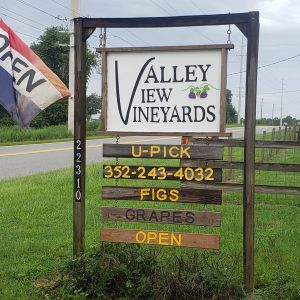 OPEN
VALLEY
VIEW
VINEYARDS
22310
U-PICK
352-243-4032
FIGS
GRAPES
OPEN